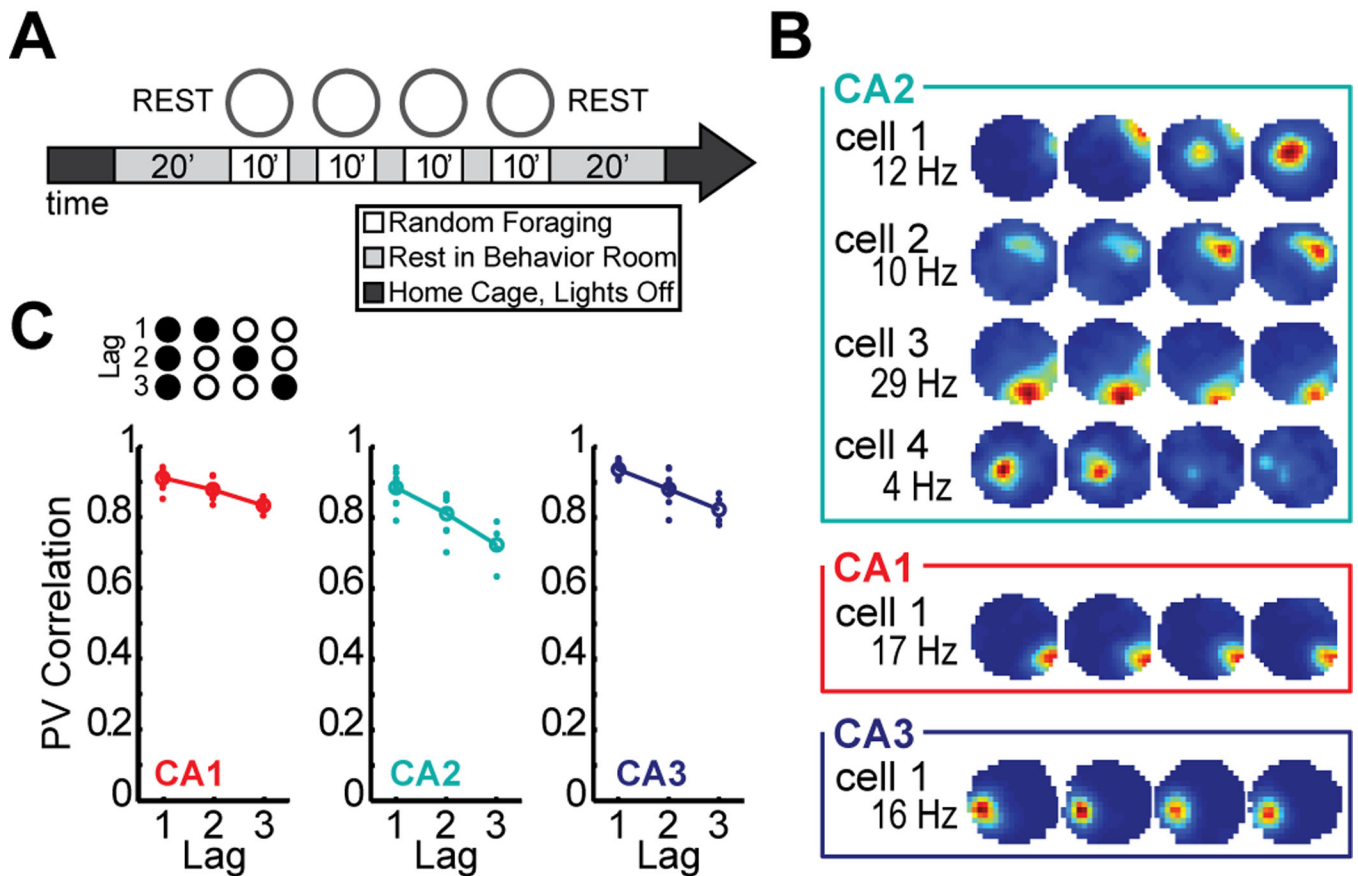 A
REST REST
20' 10' 10' 10' 10' 20'
time
Random Foraging
Rest in Behavior Room
Home Cage, Lights Off
B
CA2
cell 1
12 Hz
cell 2
10 Hz
cell 3
29 Hz
cell 4
4 Hz
CA1
cell 1
17 Hz
CA3
cell 1
16 Hz
C
Lag
1
2
3
PV Correlation
1
0.8
0.6
0.4
0.2
0
CA1
1 2 3
Lag
1
0.8
0.6
0.4
0.2
0
CA2
1 2 3
Lag
1
0.8
0.6
0.4
0.2
0
CA3
1 2 3
Lag